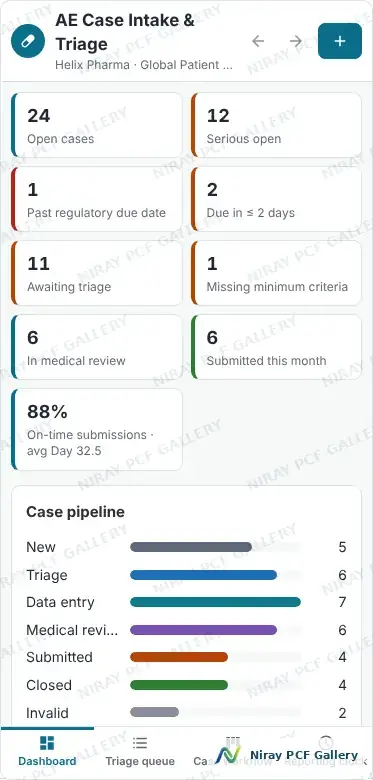 AE Case Intake &
Triage
Helix Pharma · Global Patient ...
24
Open cases
12
Serious open
1
Past regulatory due date
2
Due in ≤ 2 days
11
Awaiting triage
1
Missing minimum criteria
6
In medical review
6
Submitted this month
88%
On-time submissions ·
avg Day 32.5
Case pipeline
New 5
Triage 6
Data entry 7
Medical revi... 6
Submitted 4
Closed 4
Invalid 2
Dashboard
Triage queue
Niray PCF Gallery
NIRAY PCF GALLERY